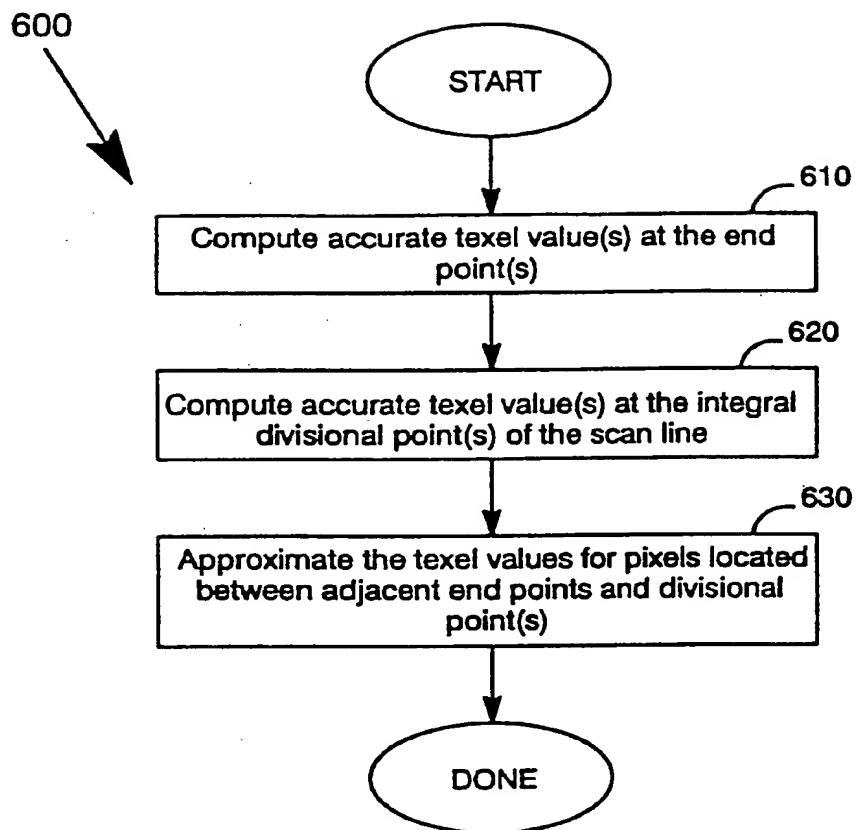 600
START
610
Compute accurate texel value(s) at the end
point(s)
620
Compute accurate texel value(s) at the integral
divisional point(s) of the scan line
630
Approximate the texel values for pixels located
between adjacent end points and divisional
point(s)
DONE